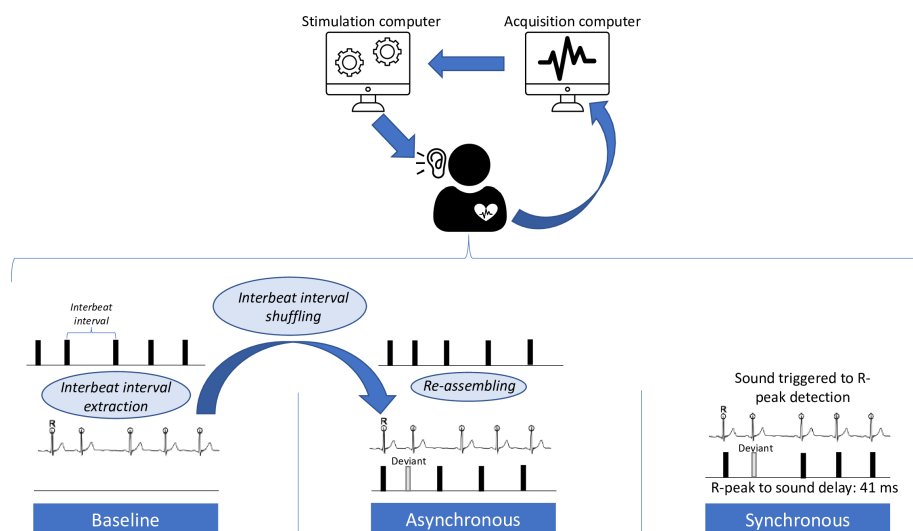 Stimulation computer
Acquisition computer
Interbeat
interval
Interbeat interval
shuffling
Interbeat interval
extraction
Re-assembling
Sound triggered to R-
peak detection
R
R
R
Deviant
Deviant
R-peak to sound delay: 41 ms
Baseline
Asynchronous
Synchronous